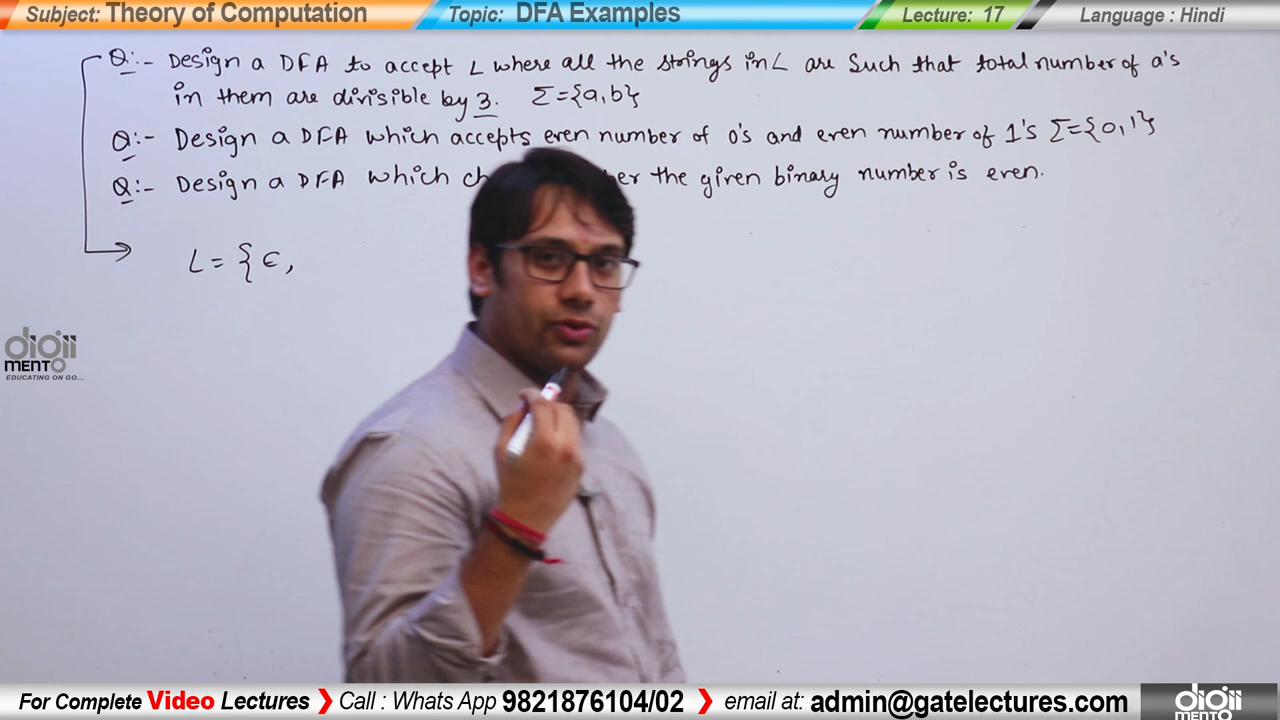 Subject: Theory of Computation Topic: DFA Examples Lecture: 17 Language : Hindi
Q:- Design a DFA to accept L where all the strings in L are Such that total number of a's
in them are divisible by 3. Σ={a,b}
Q:- Design a DFA which accepts even number of 0's and even number of 1's Σ={0,1}
Q:- Design a DFA which the given binary number is even.
L = { ϵ,
digii
MENTO
EDUCATING ON GO...
For Complete Video Lectures ❯ Call : Whats App 9821876104/02 ❯ email at: admin@gatelectures.com
digii
MENTO